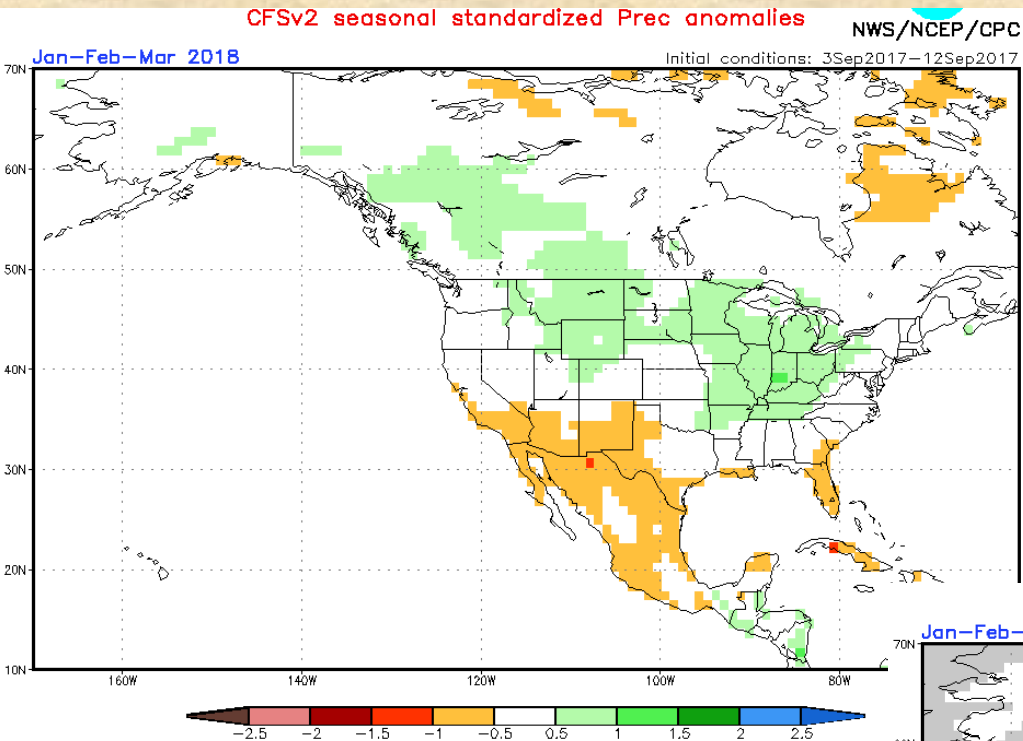 CFSv2 seasonal standardized Prec anomalies
NWS/NCEP/CPC
Jan-Feb-Mar 2018
Initial conditions: 3Sep2017-12Sep2017
70N
60N
50N
40N
30N
20N
10N
160W 140W 120W 100W 80W
Jan-Feb-
70N
-2.5 -2 -1.5 -1 -0.5 0.5 1 1.5 2 2.5